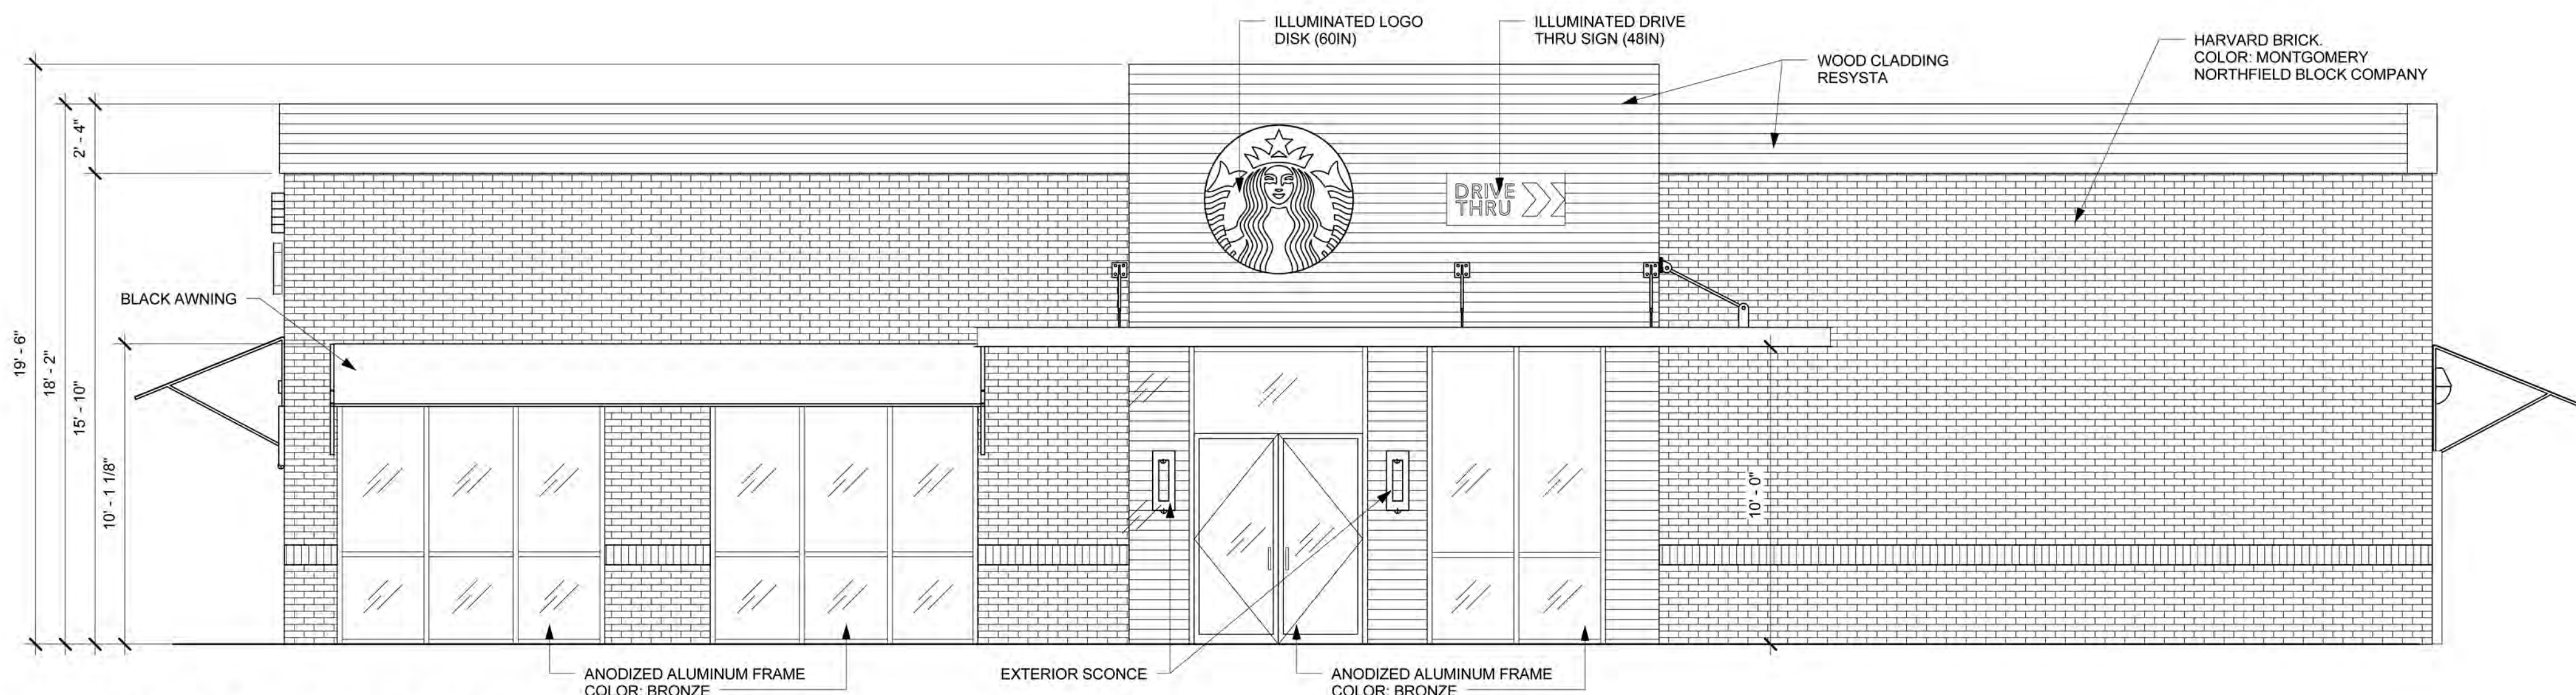 ILLUMINATED LOGO
DISK (60IN)
ILLUMINATED DRIVE
THRU SIGN (48IN)
WOOD CLADDING
RESYSTA
HARVARD BRICK.
COLOR: MONTGOMERY
NORTHFIELD BLOCK COMPANY
19' - 6"
18' - 2"
2' - 4"
15' - 10"
10' - 1 1/8"
BLACK AWNING
DRIVE
THRU
10' - 0"
ANODIZED ALUMINUM FRAME
COLOR: BRONZE
EXTERIOR SCONCE
ANODIZED ALUMINUM FRAME
COLOR: BRONZE